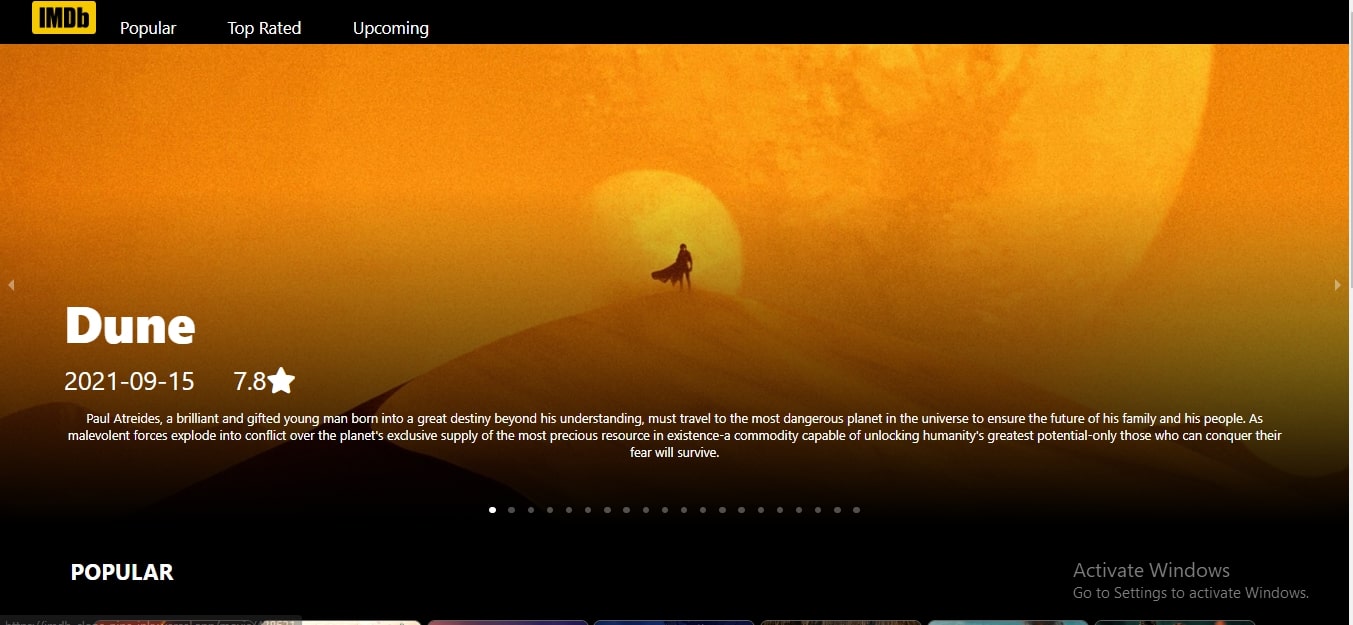 IMDb
Popular Top Rated Upcoming
Dune
2021-09-15 7.8
Paul Atreides, a brilliant and gifted young man born into a great destiny beyond his understanding, must travel to the most dangerous planet in the universe to ensure the future of his family and his people. As
malevolent forces explode into conflict over the planet's exclusive supply of the most precious resource in existence-a commodity capable of unlocking humanity's greatest potential-only those who can conquer their
fear will survive.
POPULAR
Activate Windows
Go to Settings to activate Windows.